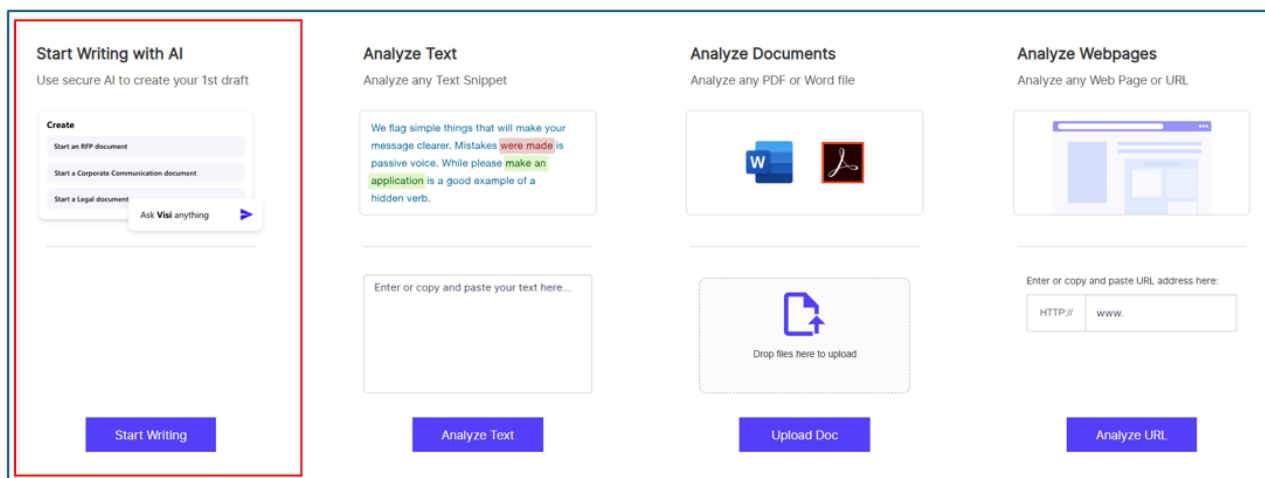 Start Writing with AI
Use secure AI to create your 1st draft
Create
Start an RFP document
Start a Corporate Communication document
Start a Legal document
Ask Visi anything
Start Writing
Analyze Text
Analyze any Text Snippet
We flag simple things that will make your
message clearer. Mistakes were made is
passive voice. While please make an
application is a good example of a
hidden verb.
Enter or copy and paste your text here...
Analyze Text
Analyze Documents
Analyze any PDF or Word file
W
Drop files here to upload
Upload Doc
Analyze Webpages
Analyze any Web Page or URL
Enter or copy and paste URL address here:
HTTP:// www.
Analyze URL